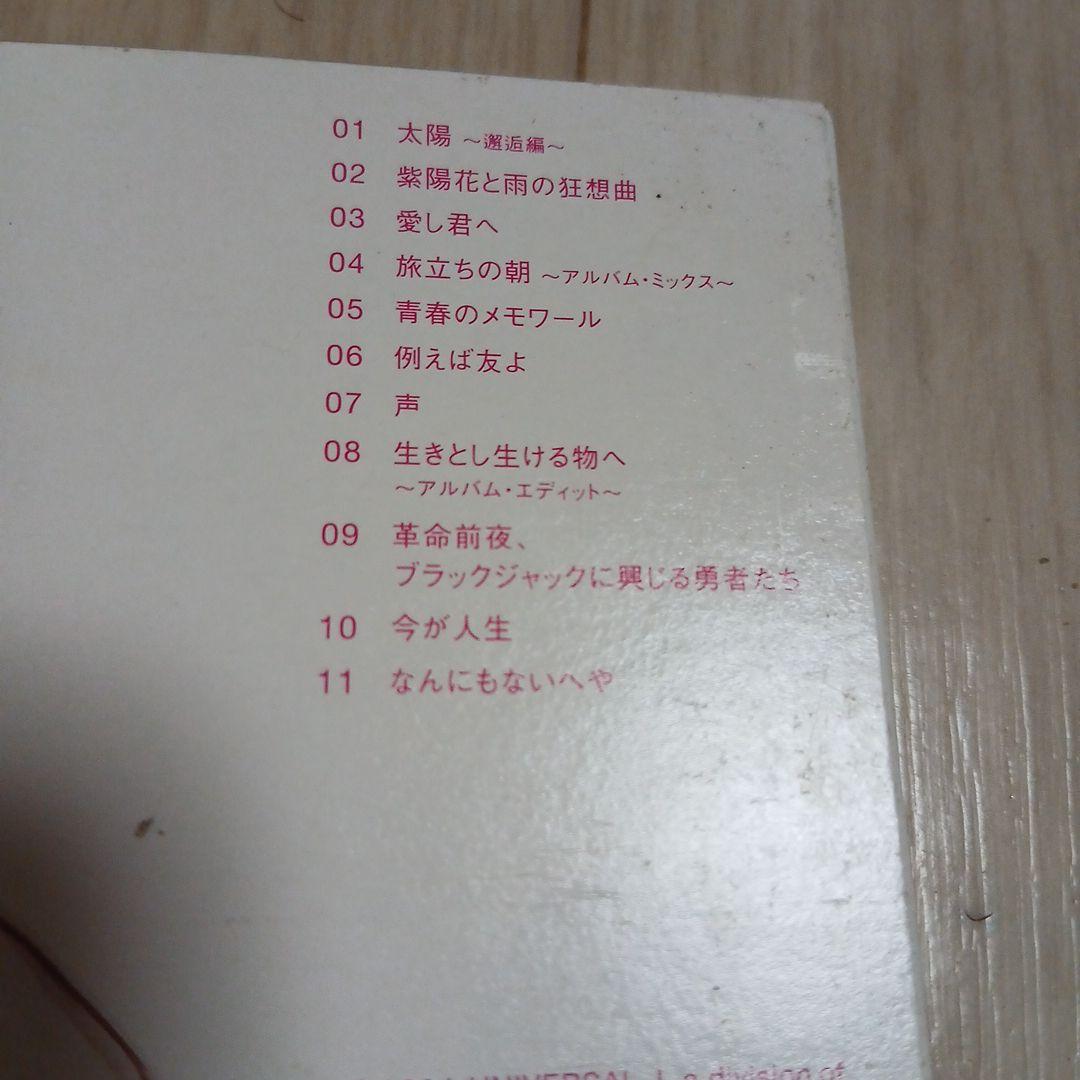 01 太陽 ～邂逅編～
02 紫陽花と雨の狂想曲
03 愛し君へ
04 旅立ちの朝 ～アルバム・ミックス～
05 青春のメモワール
06 例えば友よ
07 声
08 生きとし生ける物へ
～アルバム・エディット～
09 革命前夜、
ブラックジャックに興じる勇者たち
10 今が人生
11 なんにもないへや
UNIVERSAL J, a division of